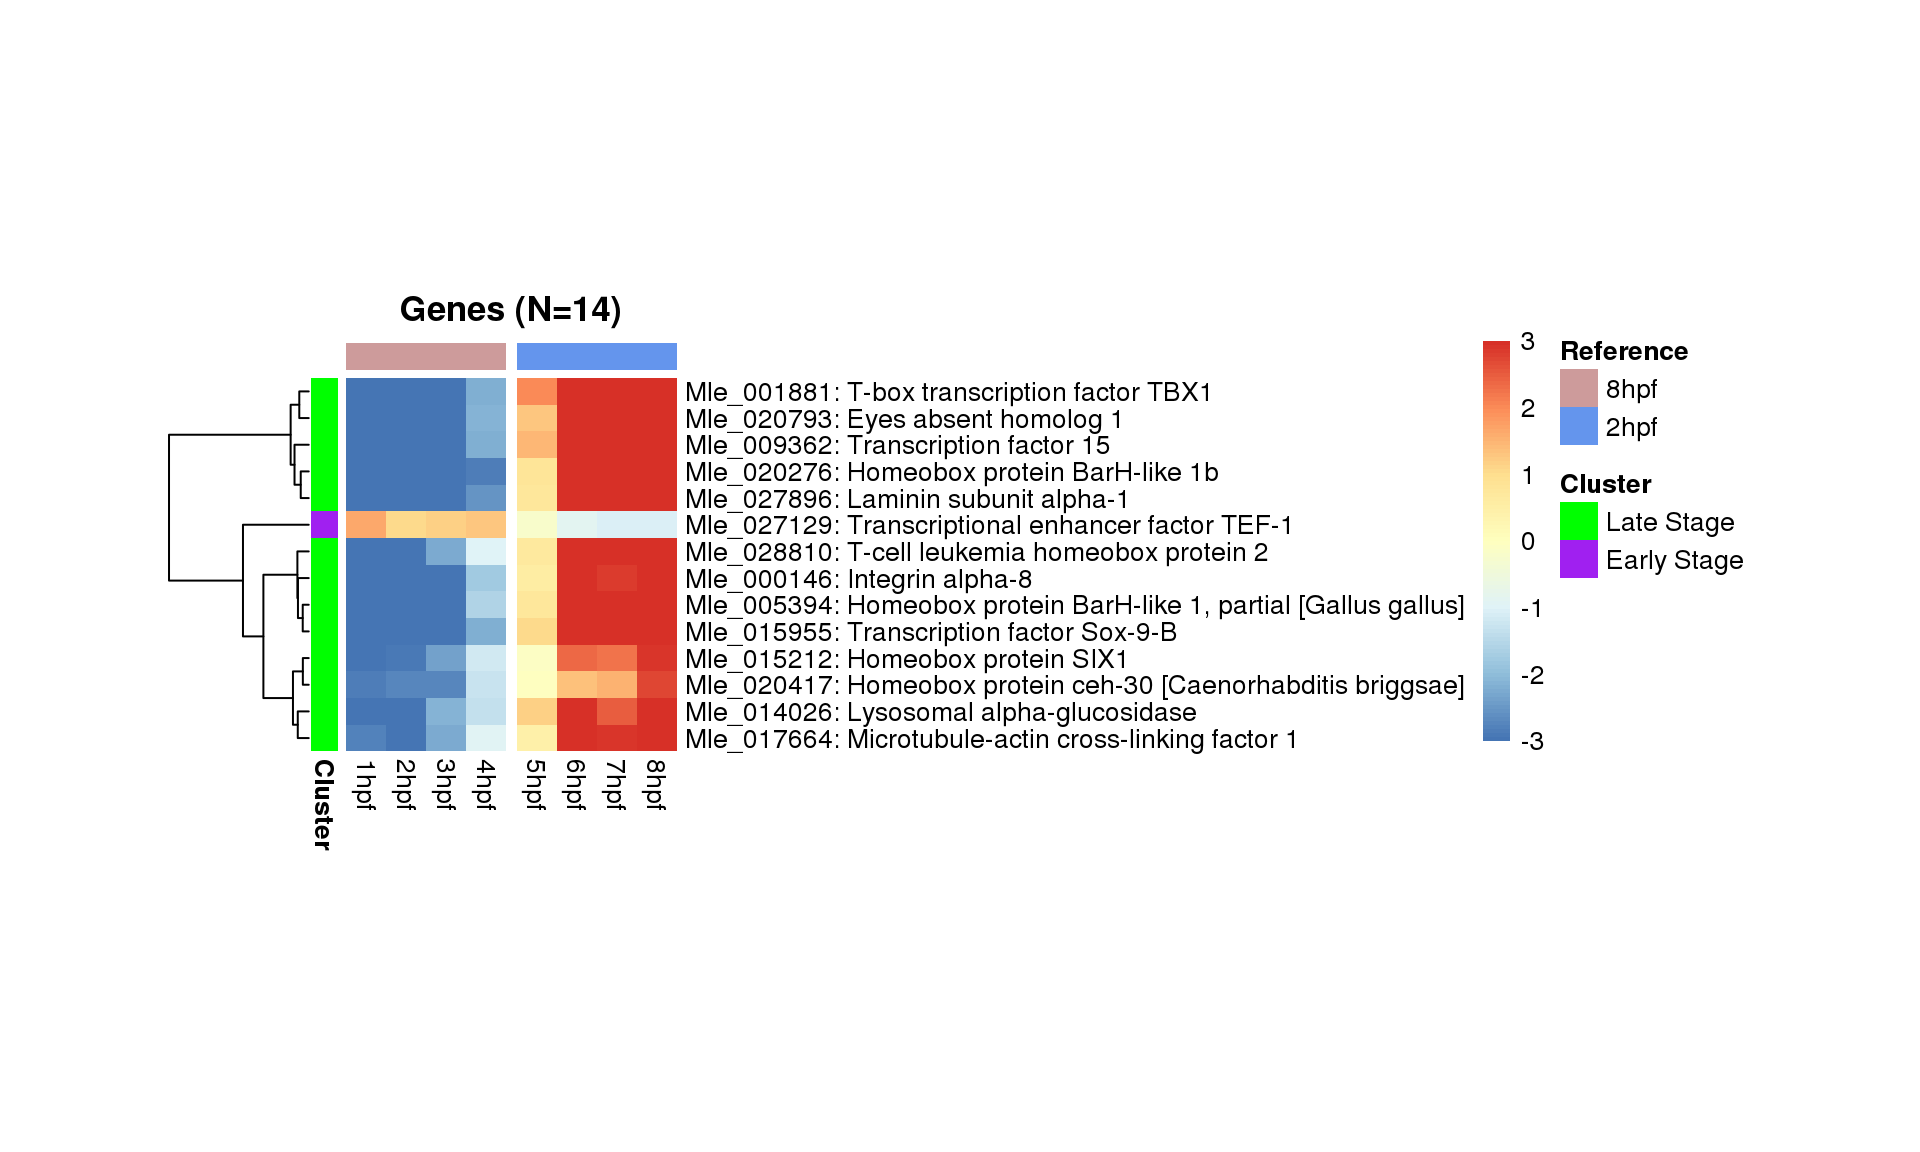 Genes (N=14)
Mle_001881: T-box transcription factor TBX1
Mle_020793: Eyes absent homolog 1
Mle_009362: Transcription factor 15
Mle_020276: Homeobox protein BarH-like 1b
Mle_027896: Laminin subunit alpha-1
Mle_027129: Transcriptional enhancer factor TEF-1
Mle_028810: T-cell leukemia homeobox protein 2
Mle_000146: Integrin alpha-8
Mle_005394: Homeobox protein BarH-like 1, partial [Gallus gallus]
Mle_015955: Transcription factor Sox-9-B
Mle_015212: Homeobox protein SIX1
Mle_020417: Homeobox protein ceh-30 [Caenorhabditis briggsae]
Mle_014026: Lysosomal alpha-glucosidase
Mle_017664: Microtubule-actin cross-linking factor 1
Cluster
1hpf
2hpf
3hpf
4hpf
5hpf
6hpf
7hpf
8hpf
3
2
1
0
-1
-2
-3
Reference
8hpf
2hpf
Cluster
Late Stage
Early Stage